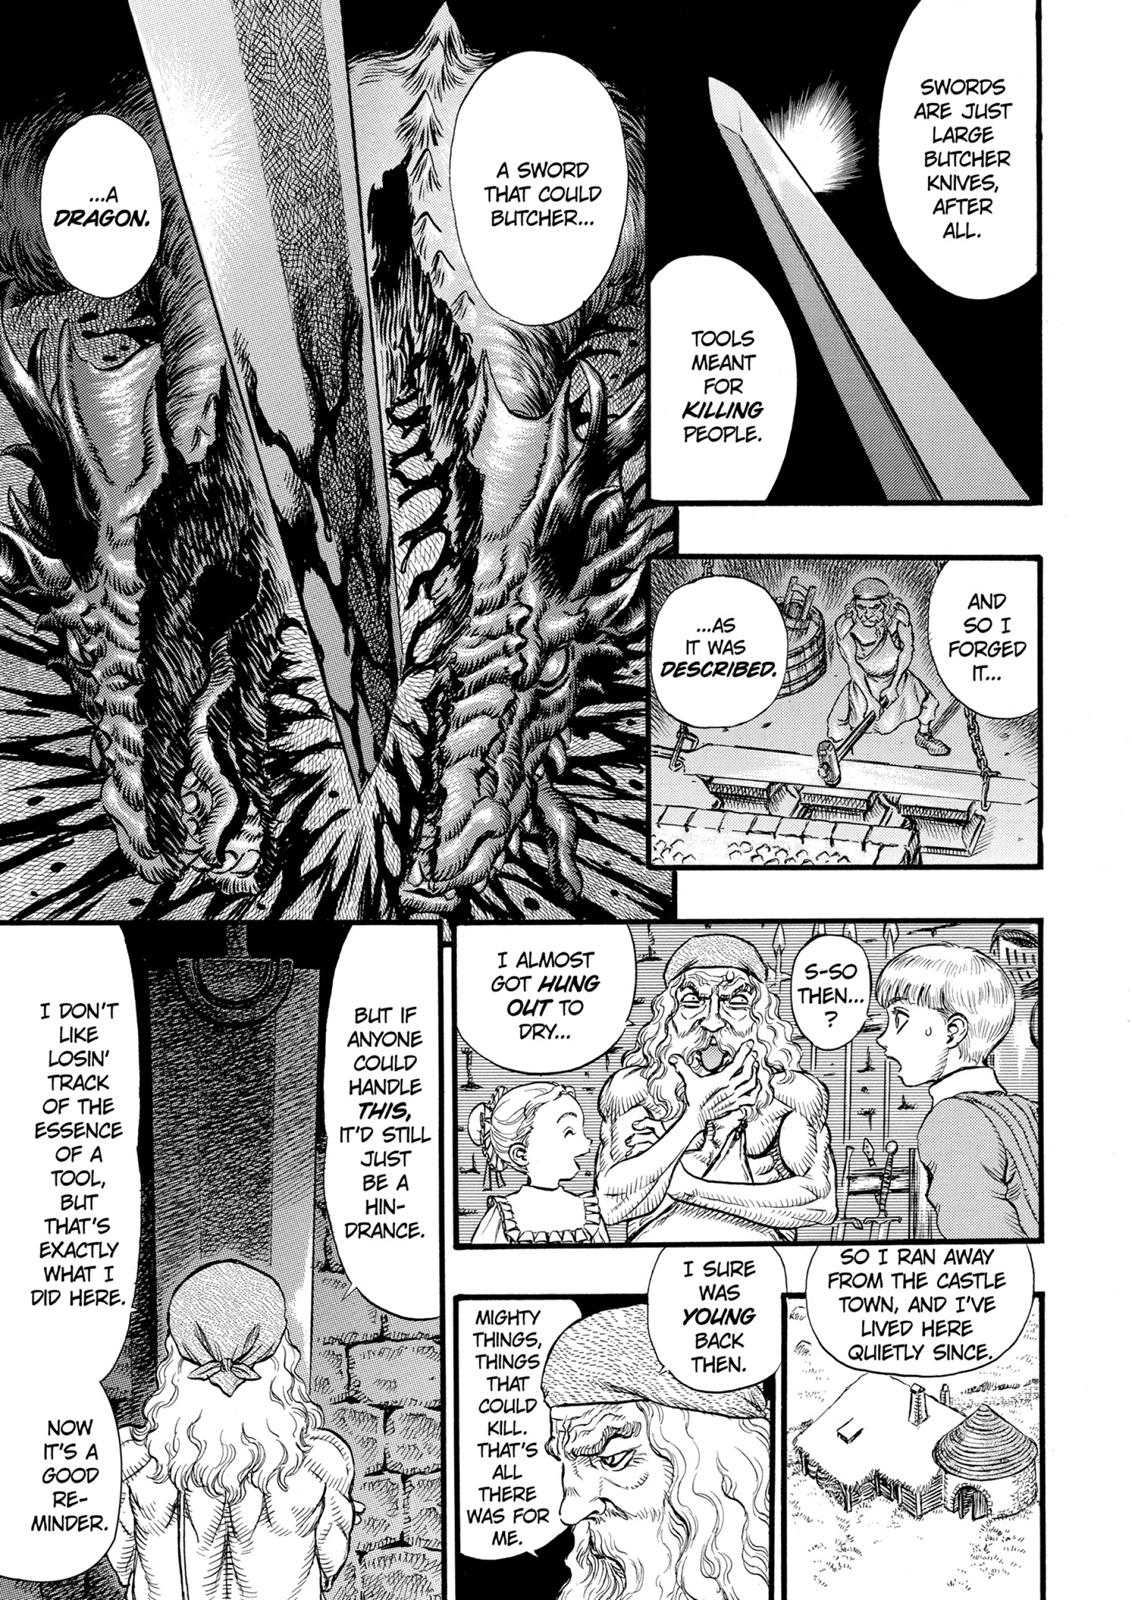 SWORDS
ARE JUST
LARGE
BUTCHER
KNIVES,
AFTER
ALL.
TOOLS
MEANT
FOR
KILLING
PEOPLE.
A SWORD
THAT COULD
BUTCHER...
...A
DRAGON.
AND
SO I
FORGED
IT...
...AS
IT WAS
DESCRIBED.
S-SO
THEN...
?
I ALMOST
GOT HUNG
OUT TO
DRY...
SO I RAN AWAY
FROM THE CASTLE
TOWN, AND I'VE
LIVED HERE
QUIETLY SINCE.
I SURE
WAS
YOUNG
BACK
THEN.
MIGHTY
THINGS,
THINGS
THAT
COULD
KILL.
THAT'S
ALL
THERE
WAS FOR
ME.
BUT IF
ANYONE
COULD
HANDLE
THIS,
IT'D STILL
JUST
BE A
HIN-
DRANCE.
I DON'T
LIKE
LOSIN'
TRACK
OF THE
ESSENCE
OF A
TOOL,
BUT
THAT'S
EXACTLY
WHAT I
DID HERE.
NOW
IT'S A
GOOD
RE-
MINDER.